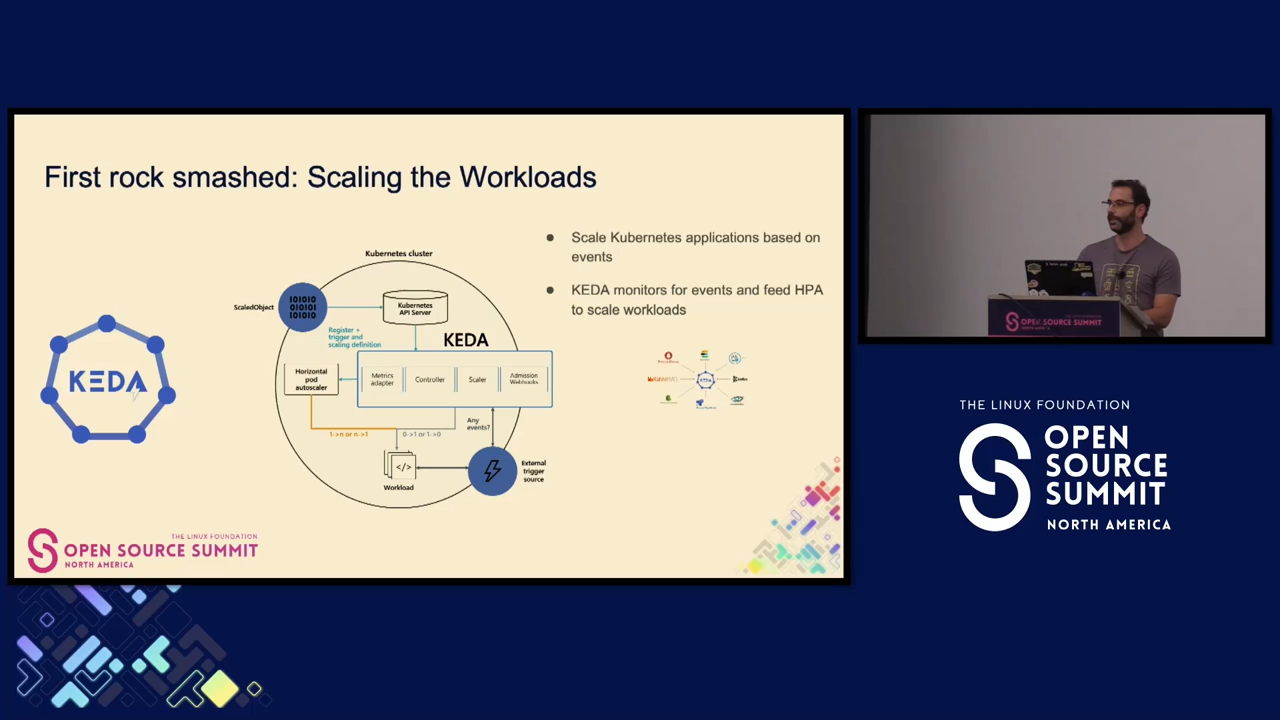 First rock smashed: Scaling the Workloads
● Scale Kubernetes applications based on
events
● KEDA monitors for events and feed HPA
to scale workloads
KEDA
Kubernetes cluster
ScaledObject
101010
010101
101010
Kubernetes
API Server
Register +
trigger and
scaling definition
KEDA
Horizontal
pod
autoscaler
Metrics
adapter
Controller
Scaler
Admission
Webhooks
1->n or n->1
0->1 or 1->0
Any
events?
</>
Workload
External
trigger
source
KEDA
THE LINUX FOUNDATION
OPEN SOURCE SUMMIT
NORTH AMERICA
OPEN SOURCE SUMMIT
THE LINUX FOUNDATION
OPEN
SOURCE
SUMMIT
NORTH AMERICA